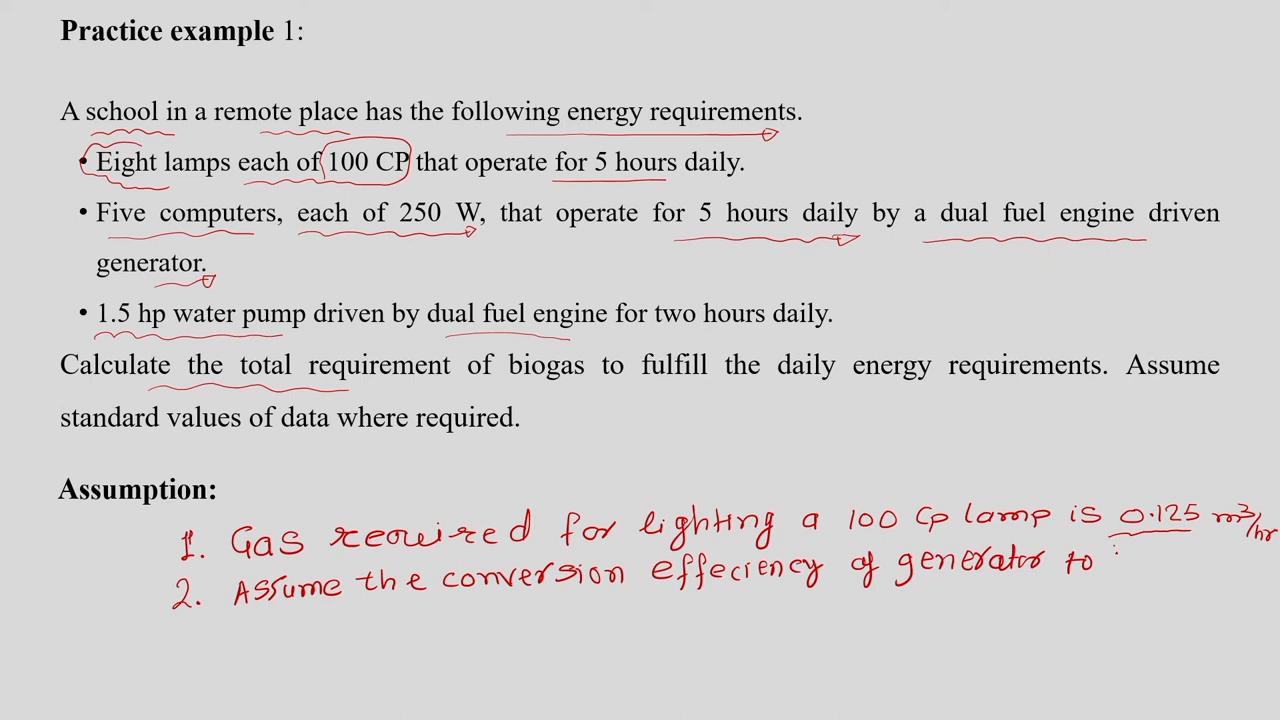 Practice example 1:
A school in a remote place has the following energy requirements.
• Eight lamps each of 100 CP that operate for 5 hours daily.
• Five computers, each of 250 W, that operate for 5 hours daily by a dual fuel engine driven
generator.
• 1.5 hp water pump driven by dual fuel engine for two hours daily.
Calculate the total requirement of biogas to fulfill the daily energy requirements. Assume
standard values of data where required.
Assumption:
1. Gas required for lighting a 100 Cp lamp is 0.125 m³/hr
2. Assume the conversion effeciency of generator to